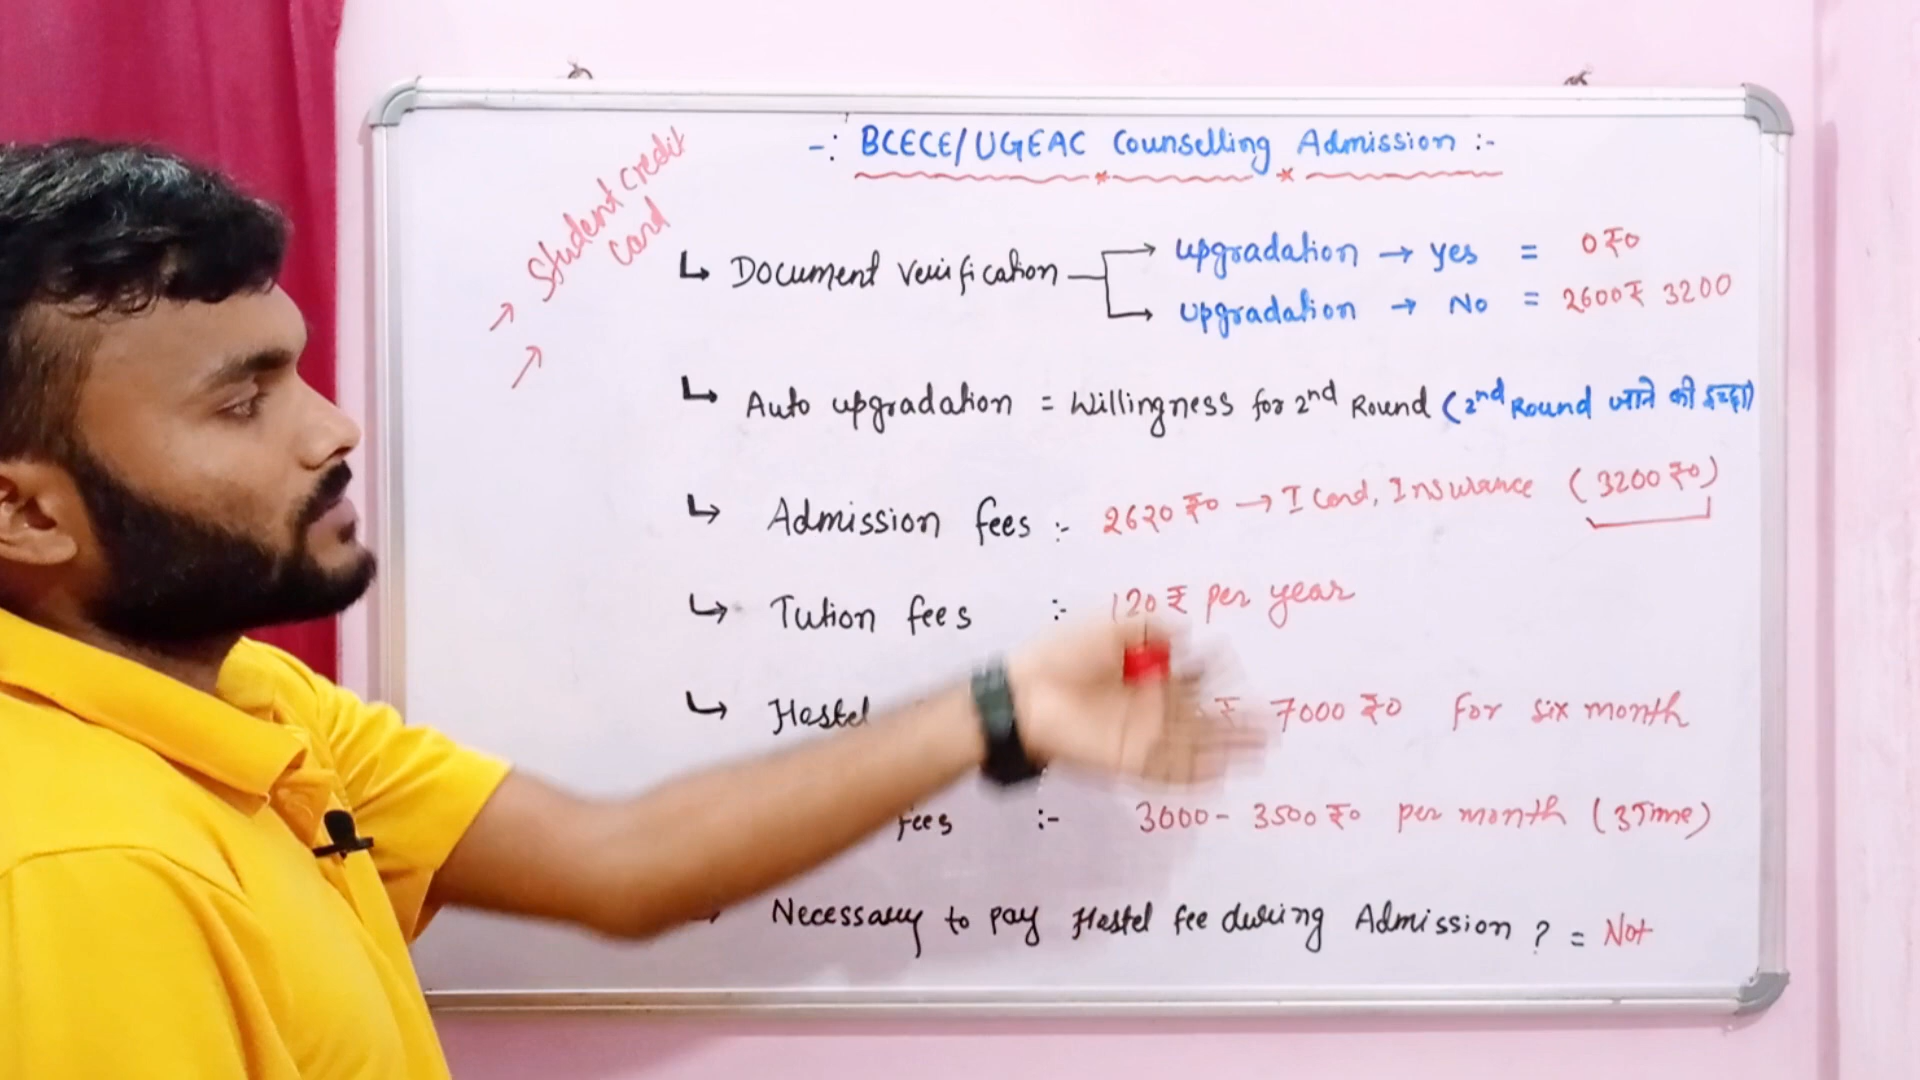 -: BCECE/UGEAC Counselling Admission :-
Student credit
card
↳ Document verification → upgradation → yes = 0 ₹0
→ upgradation → No = 2600₹ 3200
↳ Auto upgradation = Willingness for 2nd Round (2nd Round जाने की इच्छा)
↳ Admission fees :- 2620 ₹0 → I Card, Insurance (3200 ₹0)
↳ Tution fees :- 120 ₹ per year
↳ Hostel ₹ 7000 ₹0 for six month
fees :- 3000- 3500 ₹0 per month (3Time)
Necessary to pay Hostel fee during Admission ? = Not